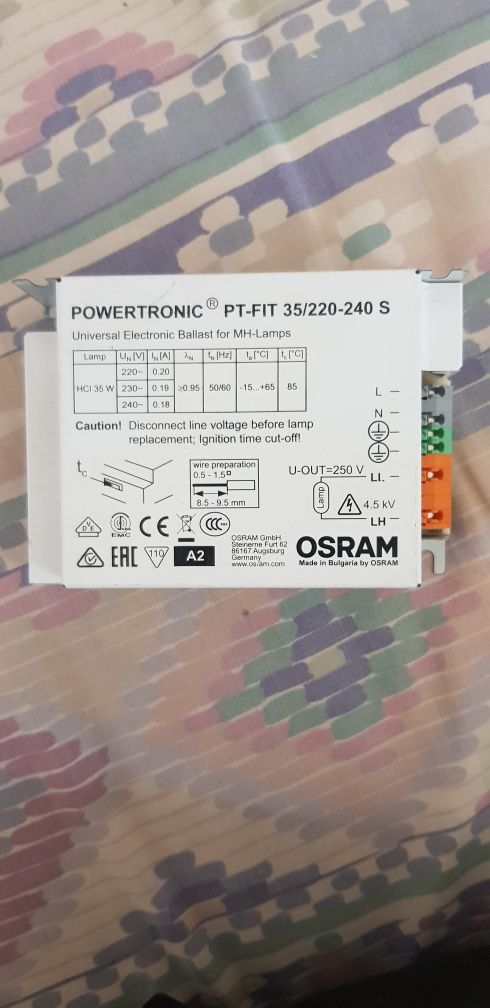 POWERTRONIC® PT-FIT 35/220-240 S
Universal Electronic Ballast for MH-Lamps
Lamp UN [V] IN [A] λN fN [Hz] ta [°C] tc [°C]
HCI 35 W 220~ 0.20 ≥0.95 50/60 -15...+65 85
230~ 0.19
240~ 0.18
Caution! Disconnect line voltage before lamp
replacement; Ignition time cut-off!
tc
wire preparation
0.5 - 1.5
8.5 - 9.5 mm
L
N
U-OUT=250 V
LL
Lamp
4.5 kV
LH
VDE
EMC
CE
CCC
EAC
110
A2
OSRAM GmbH
Steinerne Furt 62
86167 Augsburg
Germany
www.osram.com
OSRAM
Made in Bulgaria by OSRAM